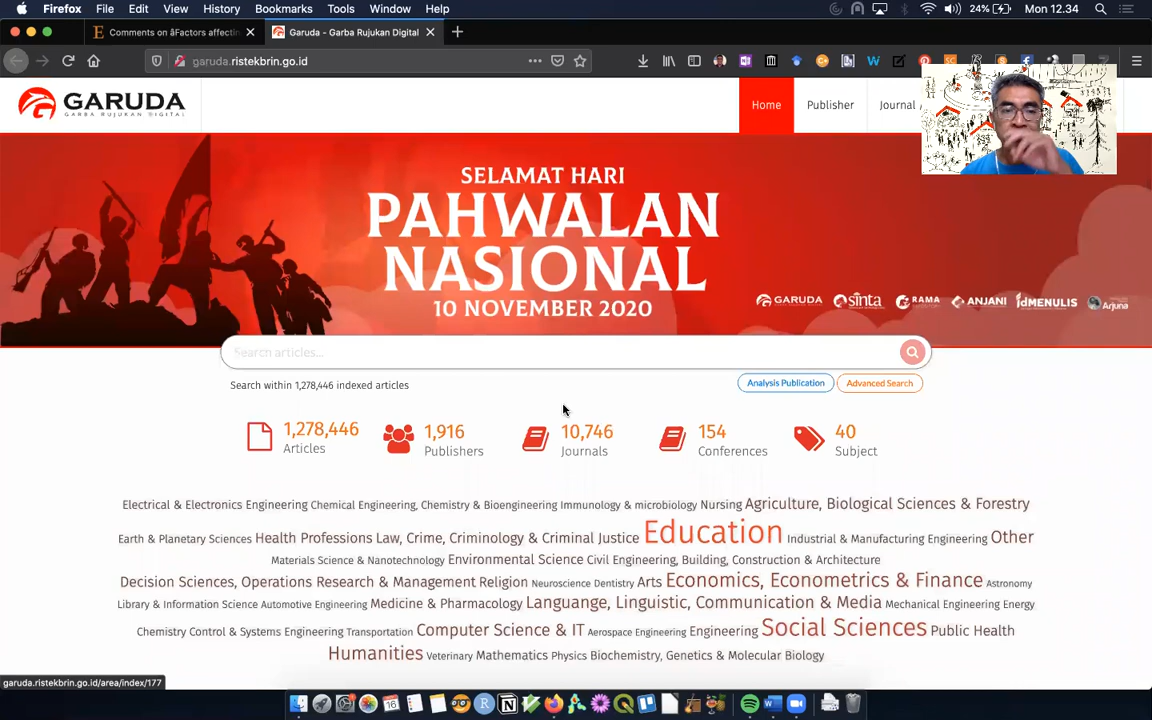 Firefox File Edit View History Bookmarks Tools Window Help 24% Mon 12.34
Comments on âFactors affectin
Garuda - Garba Rujukan Digital
garuda.ristekbrin.go.id
GARUDA
GARBA RUJUKAN DIGITAL
Home Publisher Journal
SELAMAT HARI
PAHWALAN
NASIONAL
10 NOVEMBER 2020
GARUDA sinta RAMA ANJANI idMENULIS Arjuna
Search articles...
Search within 1,278,446 indexed articles
Analysis Publication Advanced Search
1,278,446 1,916 10,746 154 40
Articles Publishers Journals Conferences Subject
Electrical & Electronics Engineering Chemical Engineering, Chemistry & Bioengineering Immunology & microbiology Nursing Agriculture, Biological Sciences & Forestry
Earth & Planetary Sciences Health Professions Law, Crime, Criminology & Criminal Justice Education Industrial & Manufacturing Engineering Other
Materials Science & Nanotechnology Environmental Science Civil Engineering, Building, Construction & Architecture
Decision Sciences, Operations Research & Management Religion Neuroscience Dentistry Arts Economics, Econometrics & Finance Astronomy
Library & Information Science Automotive Engineering Medicine & Pharmacology Languange, Linguistic, Communication & Media Mechanical Engineering Energy
Chemistry Control & Systems Engineering Transportation Computer Science & IT Aerospace Engineering Engineering Social Sciences Public Health
Humanities Veterinary Mathematics Physics Biochemistry, Genetics & Molecular Biology
garuda.ristekbrin.go.id/area/index/177